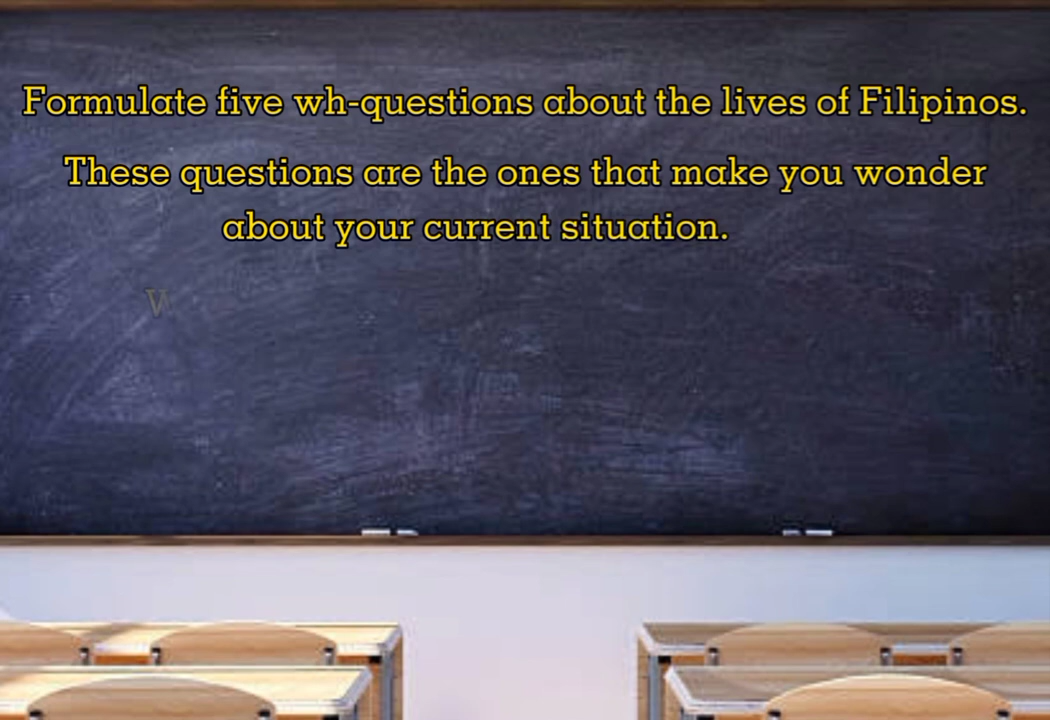 Formulate five wh-questions about the lives of Filipinos.
These questions are the ones that make you wonder
about your current situation.
W